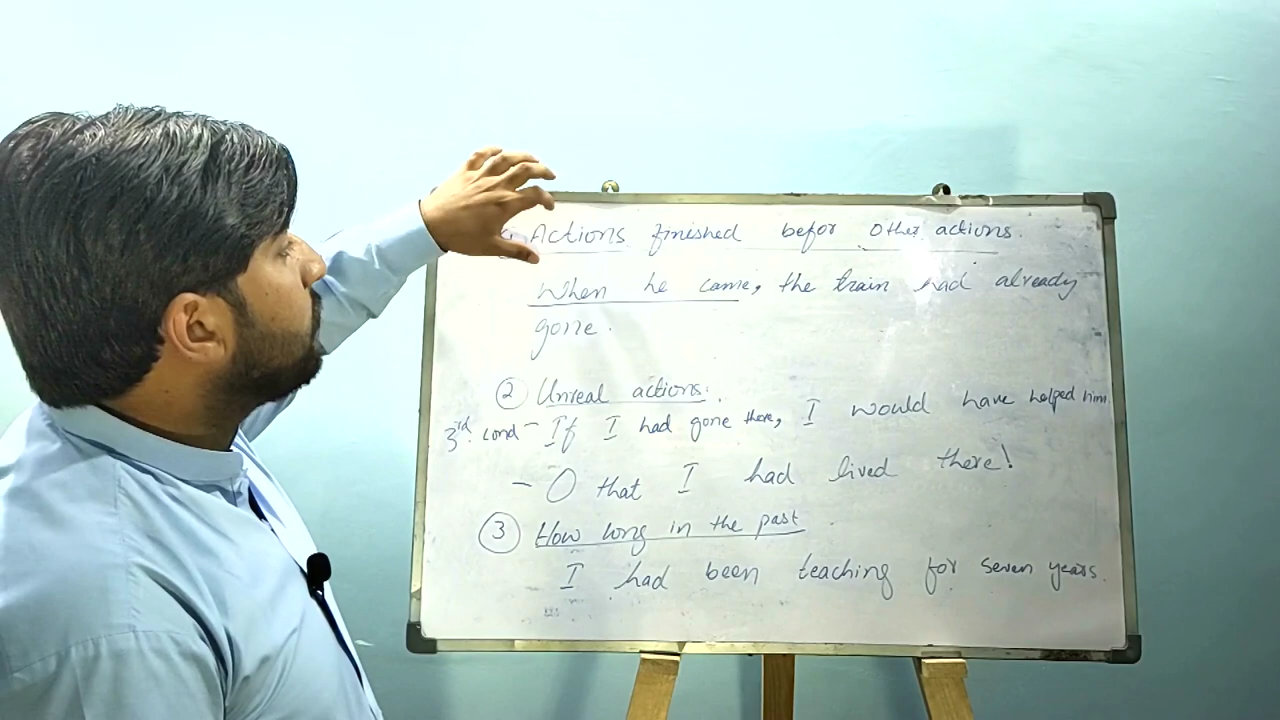 Actions finished befor other actions.
When he came, the train had already
gone.
② Unreal actions:
3rd cond - If I had gone there, I would have helped him.
- O that I had lived there!
③ How long in the past
I had been teaching for seven years.